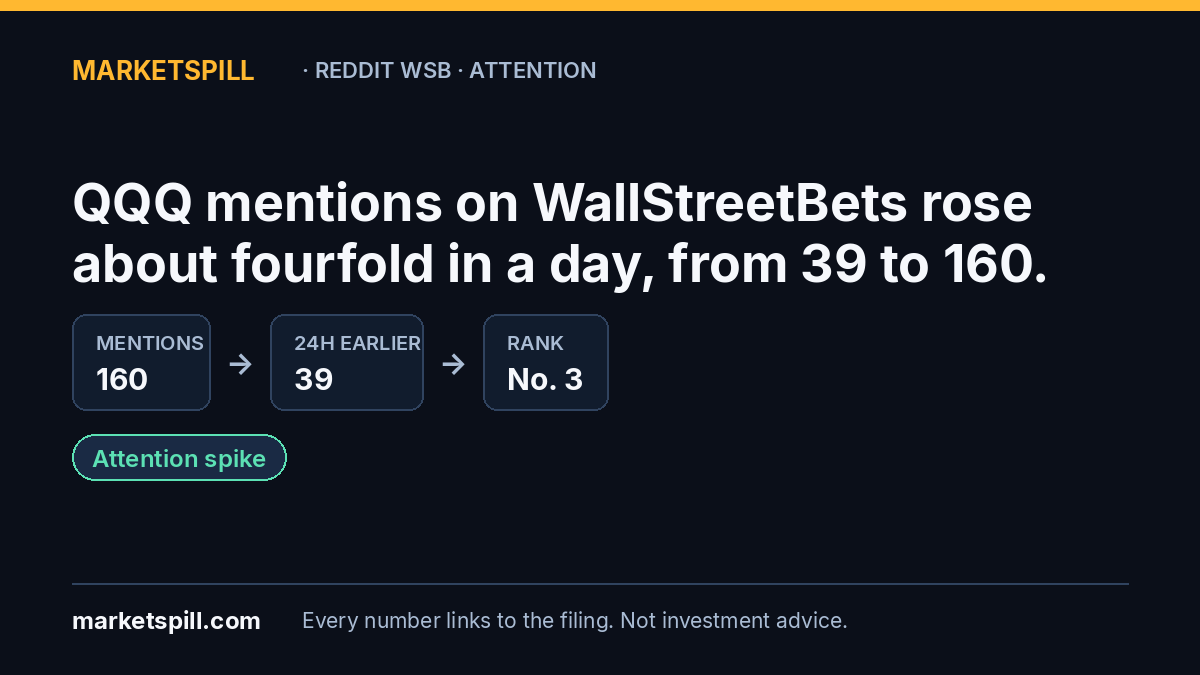 MARKETSPILL · REDDIT WSB · ATTENTION
QQQ mentions on WallStreetBets rose
about fourfold in a day, from 39 to 160.
MENTIONS → 24H EARLIER → RANK
160 39 No. 3
Attention spike
marketspill.com Every number links to the filing. Not investment advice.